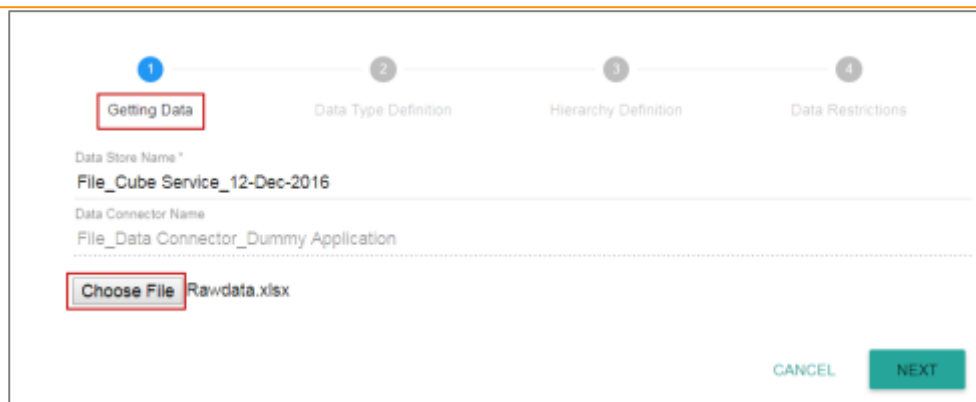 1 2 3 4
Getting Data Data Type Definition Hierarchy Definition Data Restrictions
Data Store Name *
File_Cube Service_12-Dec-2016
Data Connector Name
File_Data Connector_Dummy Application
Choose File Rawdata.xlsx
CANCEL NEXT